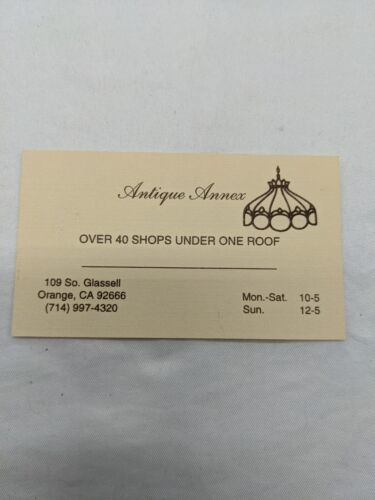 Antique Annex
OVER 40 SHOPS UNDER ONE ROOF
109 So. Glassell
Orange, CA 92666
(714) 997-4320
Mon.-Sat. 10-5
Sun. 12-5